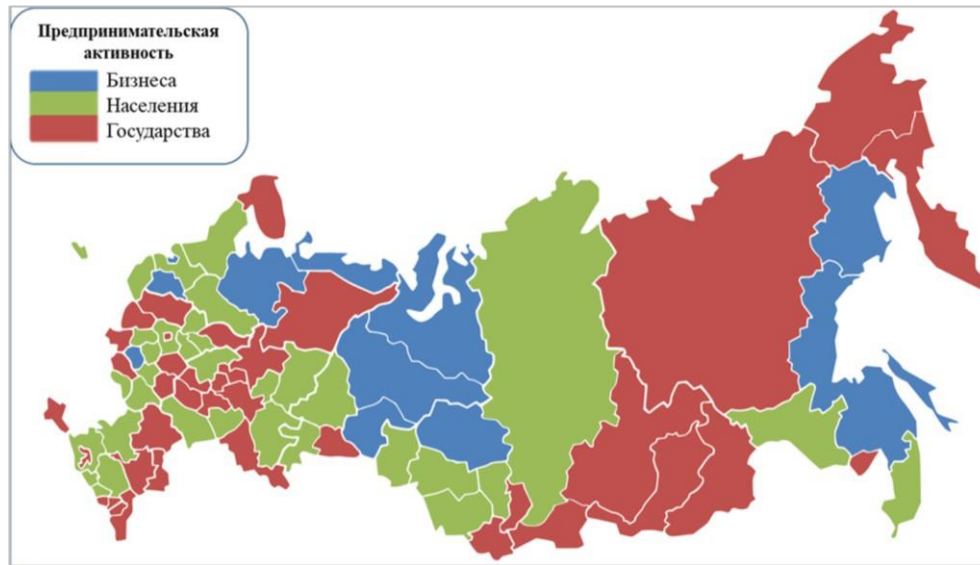 Предпринимательская
активность
Бизнеса
Населения
Государства